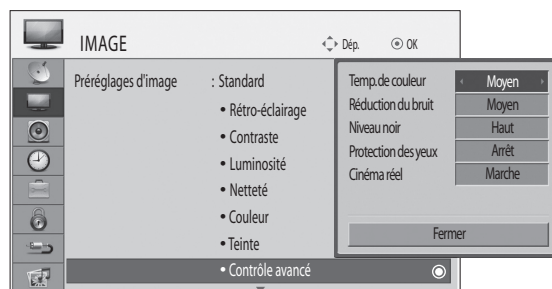 IMAGE
Dép. OK
Préréglages d'image : Standard
• Rétro-éclairage
• Contraste
• Luminosité
• Netteté
• Couleur
• Teinte
• Contrôle avancé
Temp.de couleur Moyen
Réduction du bruit Moyen
Niveau noir Haut
Protection des yeux Arrêt
Cinéma réel Marche
Fermer